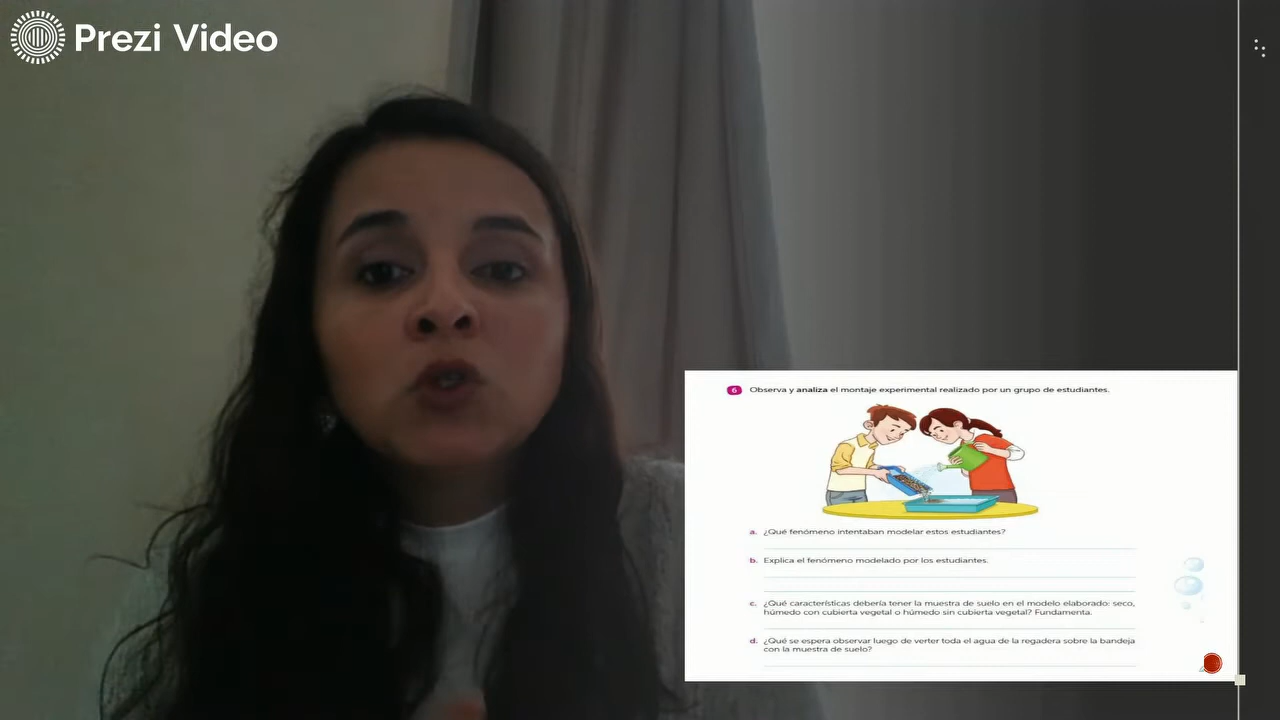 Prezi Video
6 Observa y analiza el montaje experimental realizado por un grupo de estudiantes.
a. ¿Qué fenómeno intentaban modelar estos estudiantes?
b. Explica el fenómeno modelado por los estudiantes.
c. ¿Qué características debería tener la muestra de suelo en el modelo elaborado: seco,
húmedo con cubierta vegetal o húmedo sin cubierta vegetal? Fundamenta.
d. ¿Qué se espera observar luego de verter toda el agua de la regadera sobre la bandeja
con la muestra de suelo?